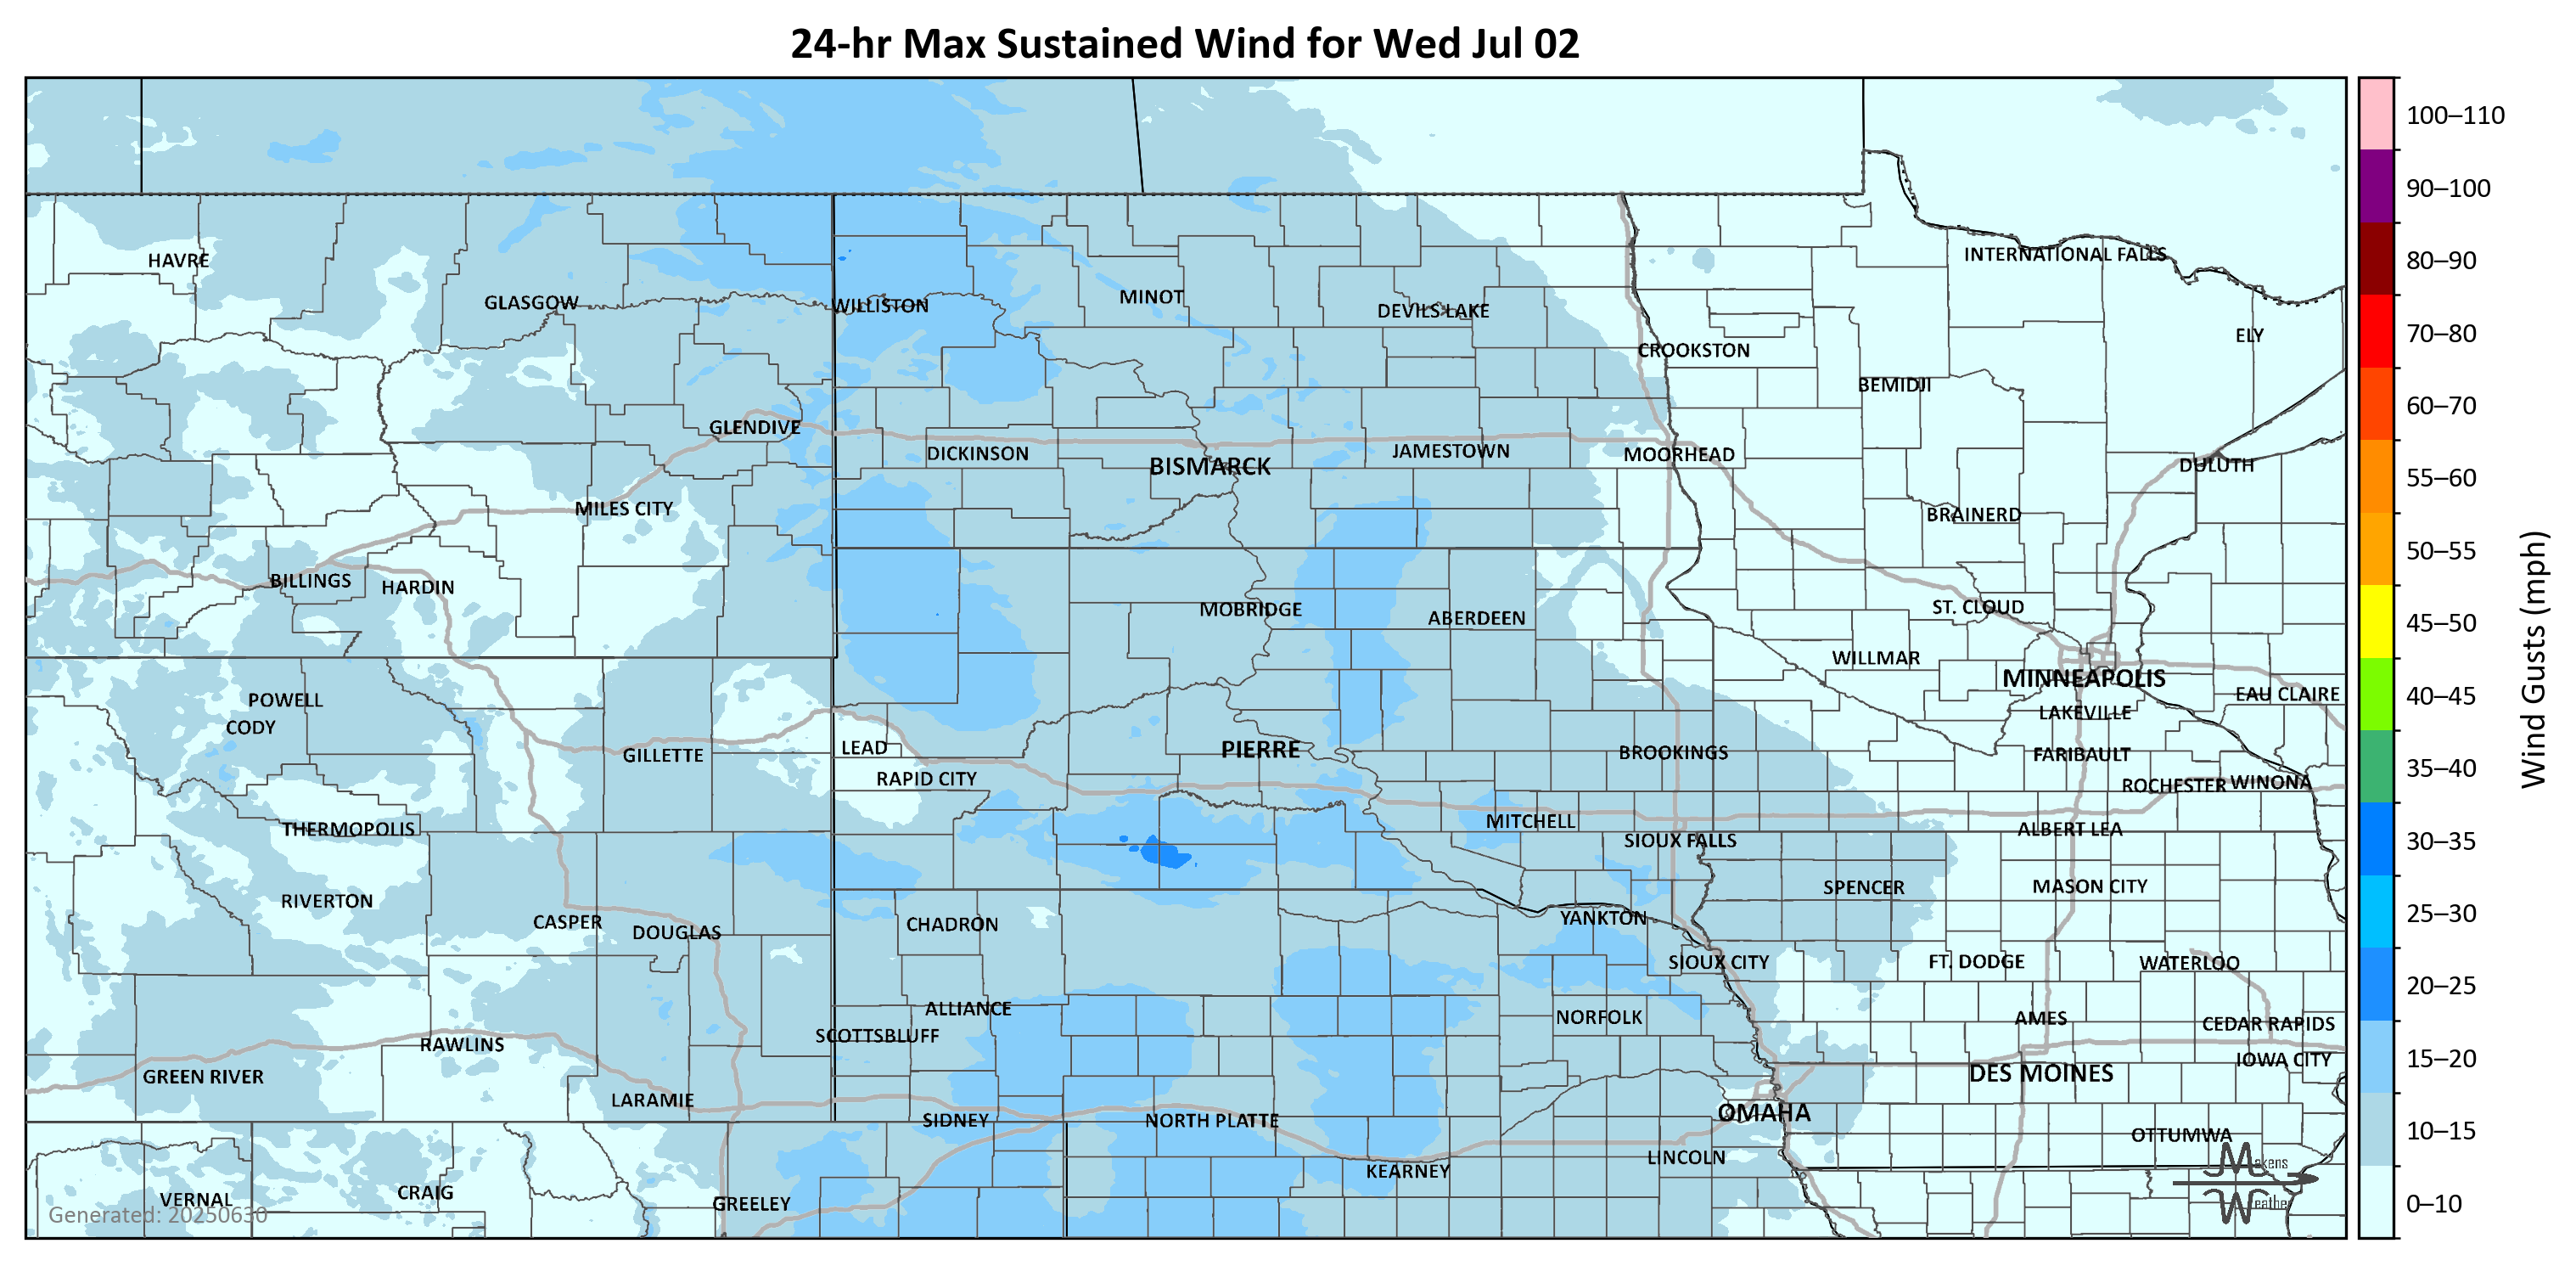 24-hr Max Sustained Wind for Wed Jul 02
100–110
90–100
80–90
70–80
60–70
55–60
50–55
45–50
40–45
35–40
30–35
25–30
20–25
15–20
10–15
0–10
Wind Gusts (mph)
HAVRE
INTERNATIONAL FALLS
GLASGOW
WILLISTON
MINOT
DEVILS LAKE
ELY
CROOKSTON
BEMIDJI
GLENDIVE
DICKINSON
BISMARCK
JAMESTOWN
MOORHEAD
DULUTH
MILES CITY
BRAINERD
BILLINGS
HARDIN
MOBRIDGE
ABERDEEN
ST. CLOUD
WILLMAR
MINNEAPOLIS
EAU CLAIRE
POWELL
CODY
LAKEVILLE
GILLETTE
LEAD
PIERRE
BROOKINGS
FARIBAULT
RAPID CITY
ROCHESTER
WINONA
THERMOPOLIS
MITCHELL
SIOUX FALLS
ALBERT LEA
RIVERTON
SPENCER
MASON CITY
CASPER
DOUGLAS
CHADRON
YANKTON
SIOUX CITY
FT. DODGE
WATERLOO
ALLIANCE
SCOTTSBLUFF
NORFOLK
AMES
CEDAR RAPIDS
RAWLINS
IOWA CITY
GREEN RIVER
DES MOINES
LARAMIE
SIDNEY
NORTH PLATTE
OMAHA
OTTUMWA
LINCOLN
KEARNEY
VERNAL
CRAIG
GREELEY
Makens
Weather
Generated: 20250630